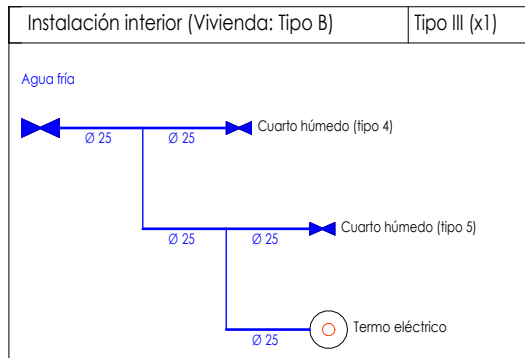 Instalación interior (Vivienda: Tipo B) Tipo III (x1)
Agua fría
Cuarto húmedo (tipo 4)
Ø 25 Ø 25
Cuarto húmedo (tipo 5)
Ø 25 Ø 25
Termo eléctrico
Ø 25